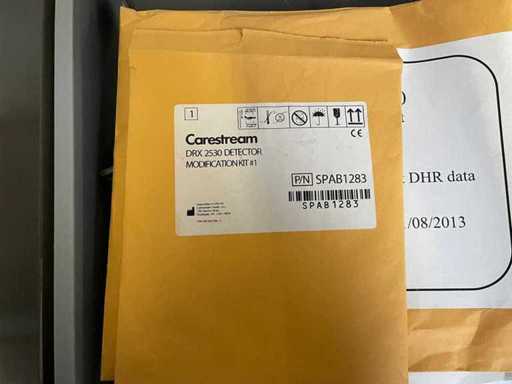 1
Carestream
DRX 2530 DETECTOR
MODIFICATION KIT #1
P/N SPAB1283
SPAB1283
CE
DHR data
/08/2013